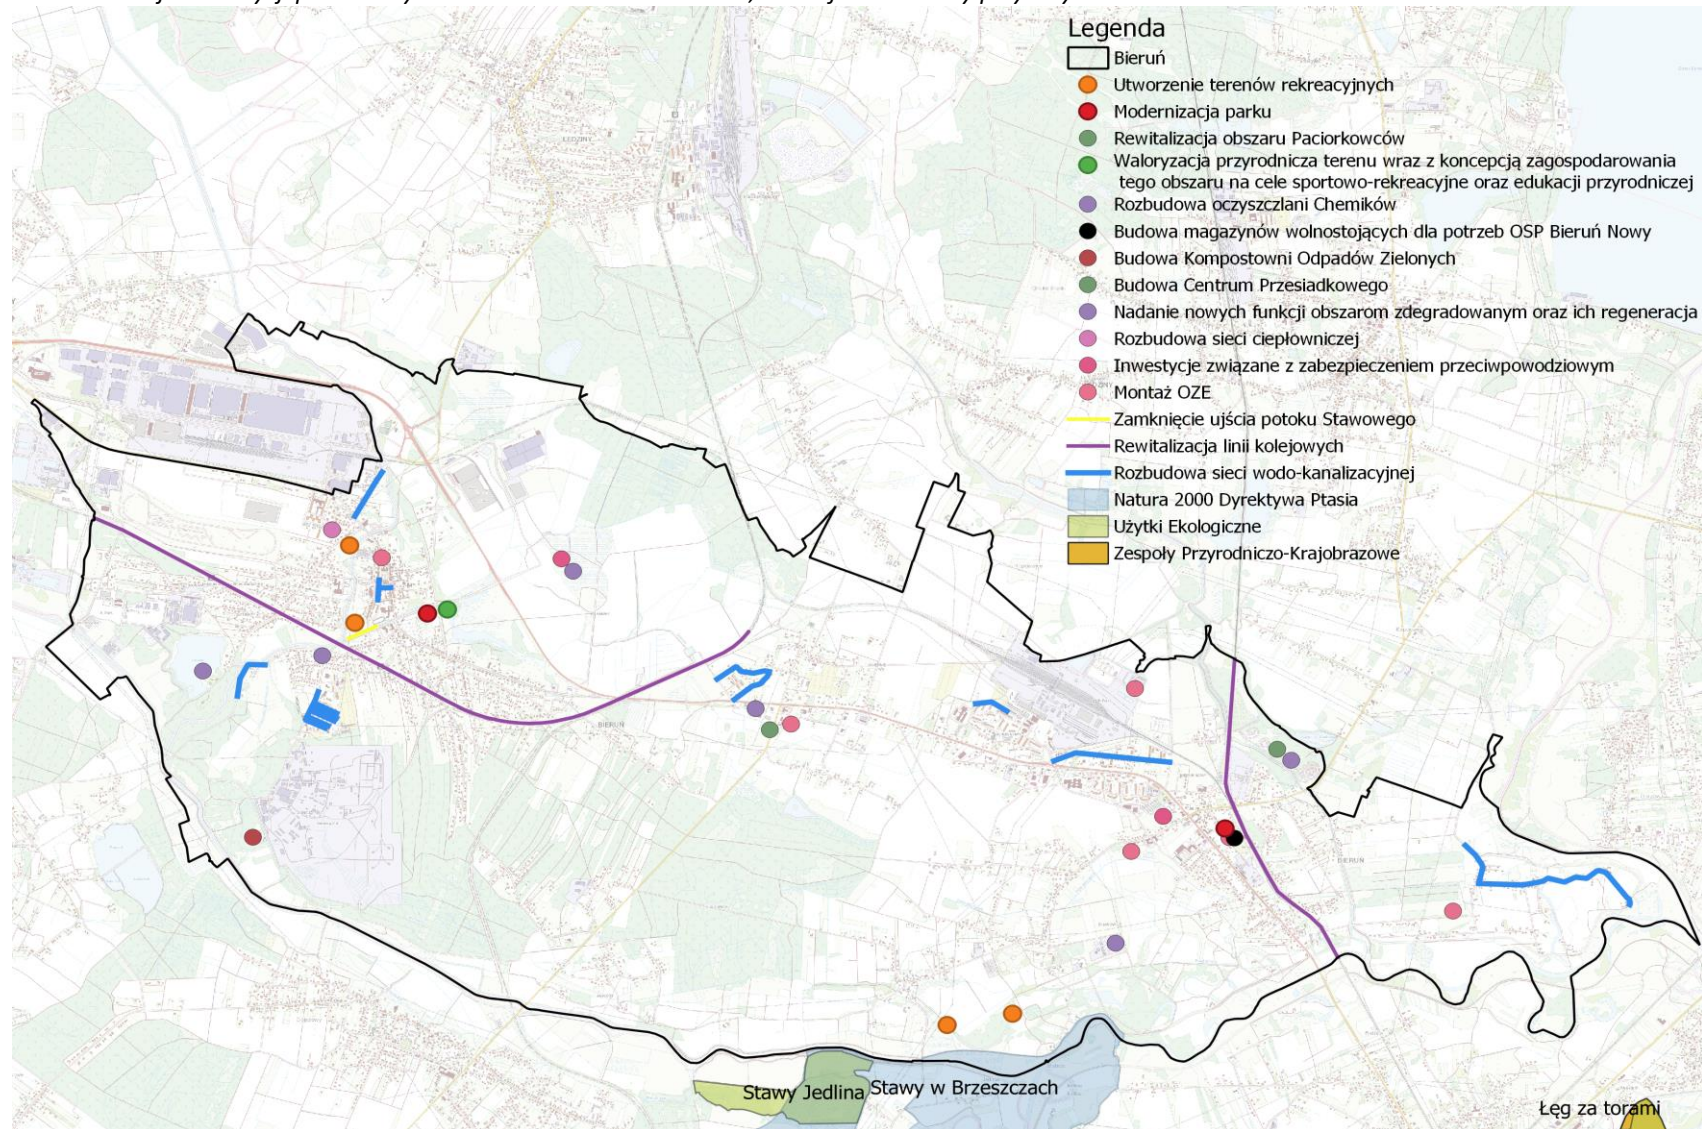 Legenda
Bieruń
Utworzenie terenów rekreacyjnych
Modernizacja parku
Rewitalizacja obszaru Paciorkowców
Waloryzacja przyrodnicza terenu wraz z koncepcją zagospodarowania
tego obszaru na cele sportowo-rekreacyjne oraz edukacji przyrodniczej
Rozbudowa oczyszczlani Chemików
Budowa magazynów wolnostojących dla potrzeb OSP Bieruń Nowy
Budowa Kompostowni Odpadów Zielonych
Budowa Centrum Przesiadkowego
Nadanie nowych funkcji obszarom zdegradowanym oraz ich regeneracja
Rozbudowa sieci ciepłowniczej
Inwestycje związane z zabezpieczeniem przeciwpowodziowym
Montaż OZE
Zamknięcie ujścia potoku Stawowego
Rewitalizacja linii kolejowych
Rozbudowa sieci wodo-kanalizacyjnej
Natura 2000 Dyrektywa Ptasia
Użytki Ekologiczne
Zespoły Przyrodniczo-Krajobrazowe
LĘDZINY
BIERUŃ
BIERUŃ
Stawy Jedlina
Stawy w Brzeszczach
Łęg za torami